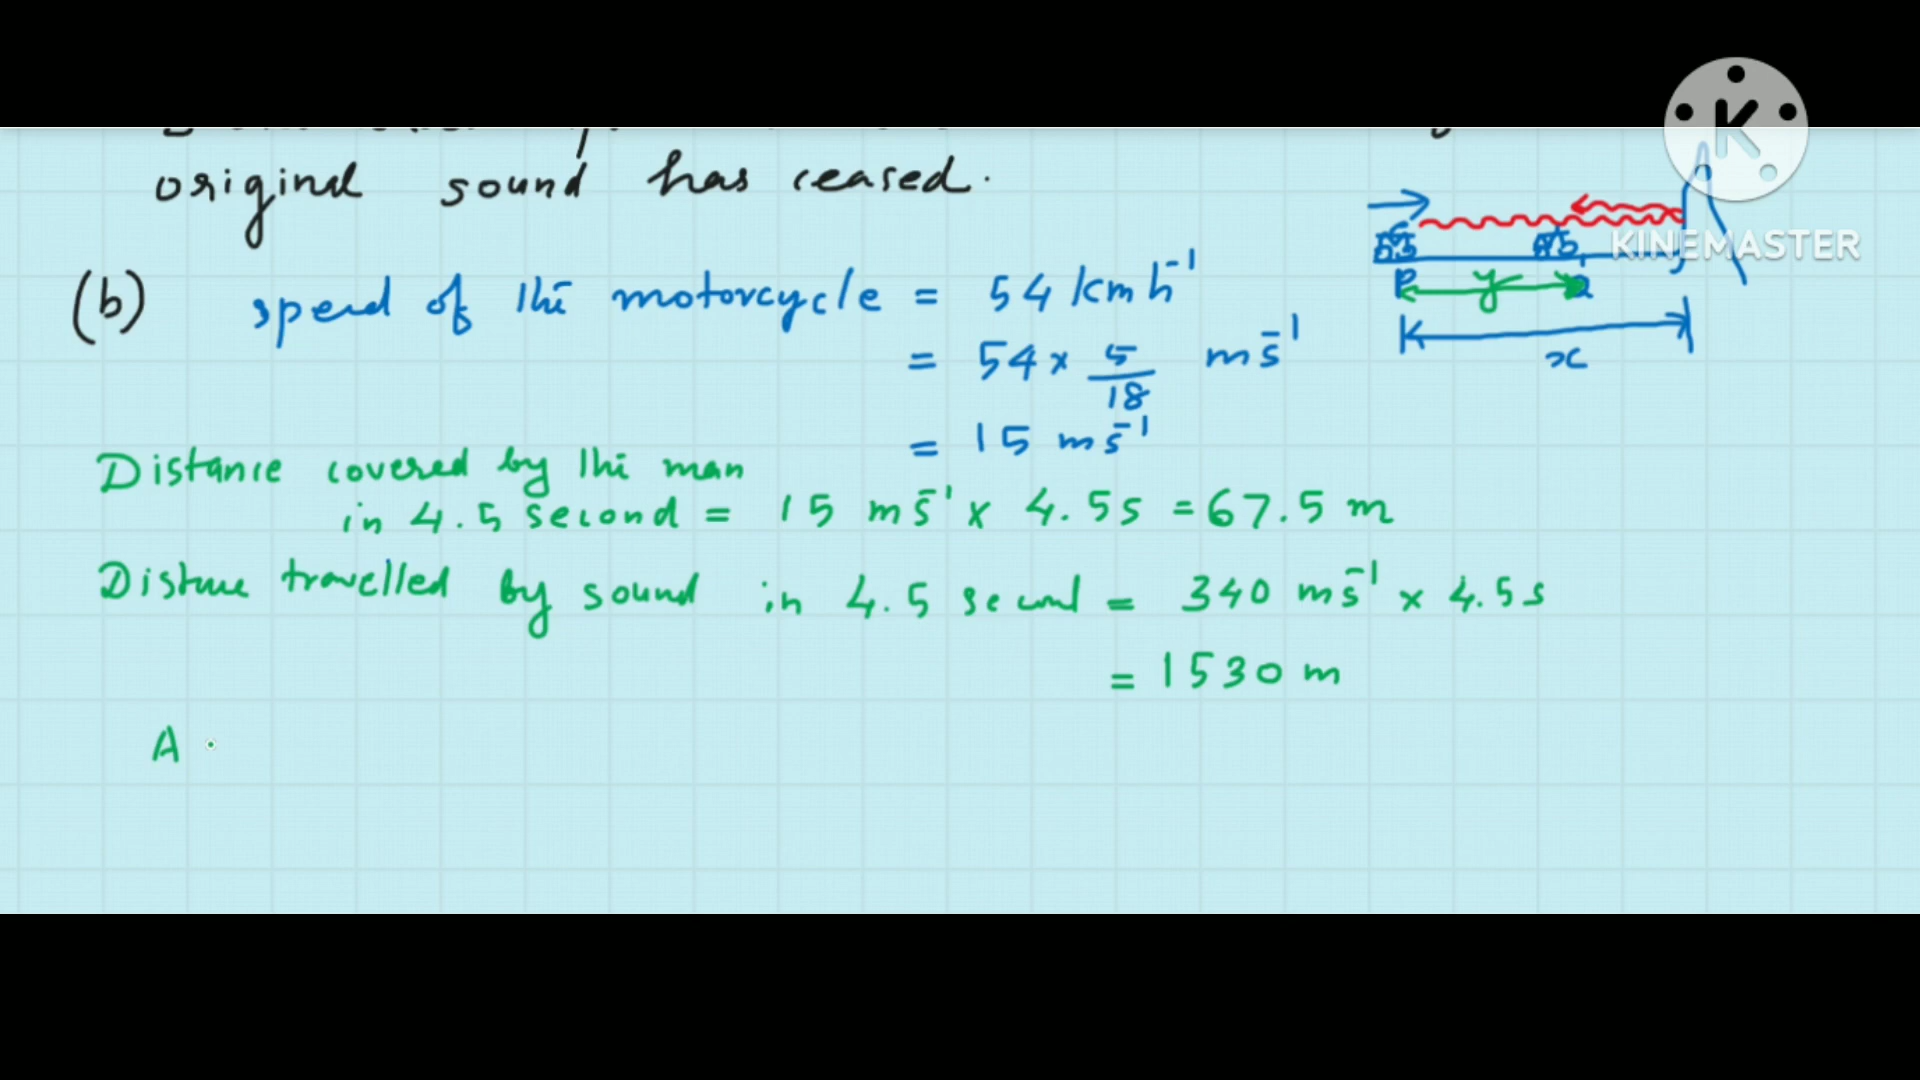 original sound has ceased.
(b) speed of the motorcycle = 54 km h⁻¹
= 54 × 5/18 m s⁻¹
= 15 m s⁻¹
Distance covered by the man
in 4.5 second = 15 m s⁻¹ × 4.5 s = 67.5 m
Distance travelled by sound in 4.5 second = 340 m s⁻¹ × 4.5 s
= 1530 m
A
K
KINEMASTER
P
y
x